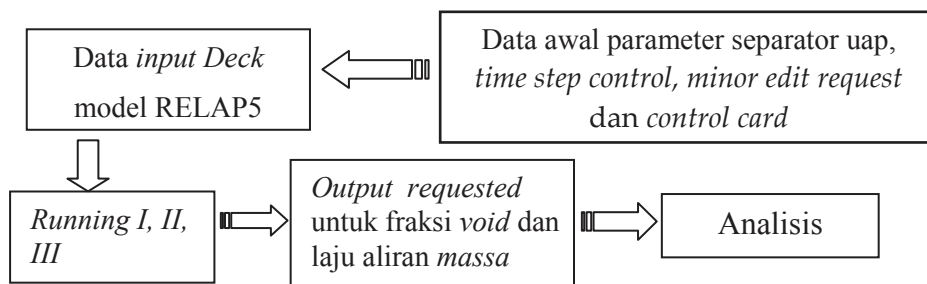 Data input Deck
model RELAP5
Data awal parameter separator uap,
time step control, minor edit request
dan control card
Running I, II,
III
Output requested
untuk fraksi void dan
laju aliran massa
Analisis